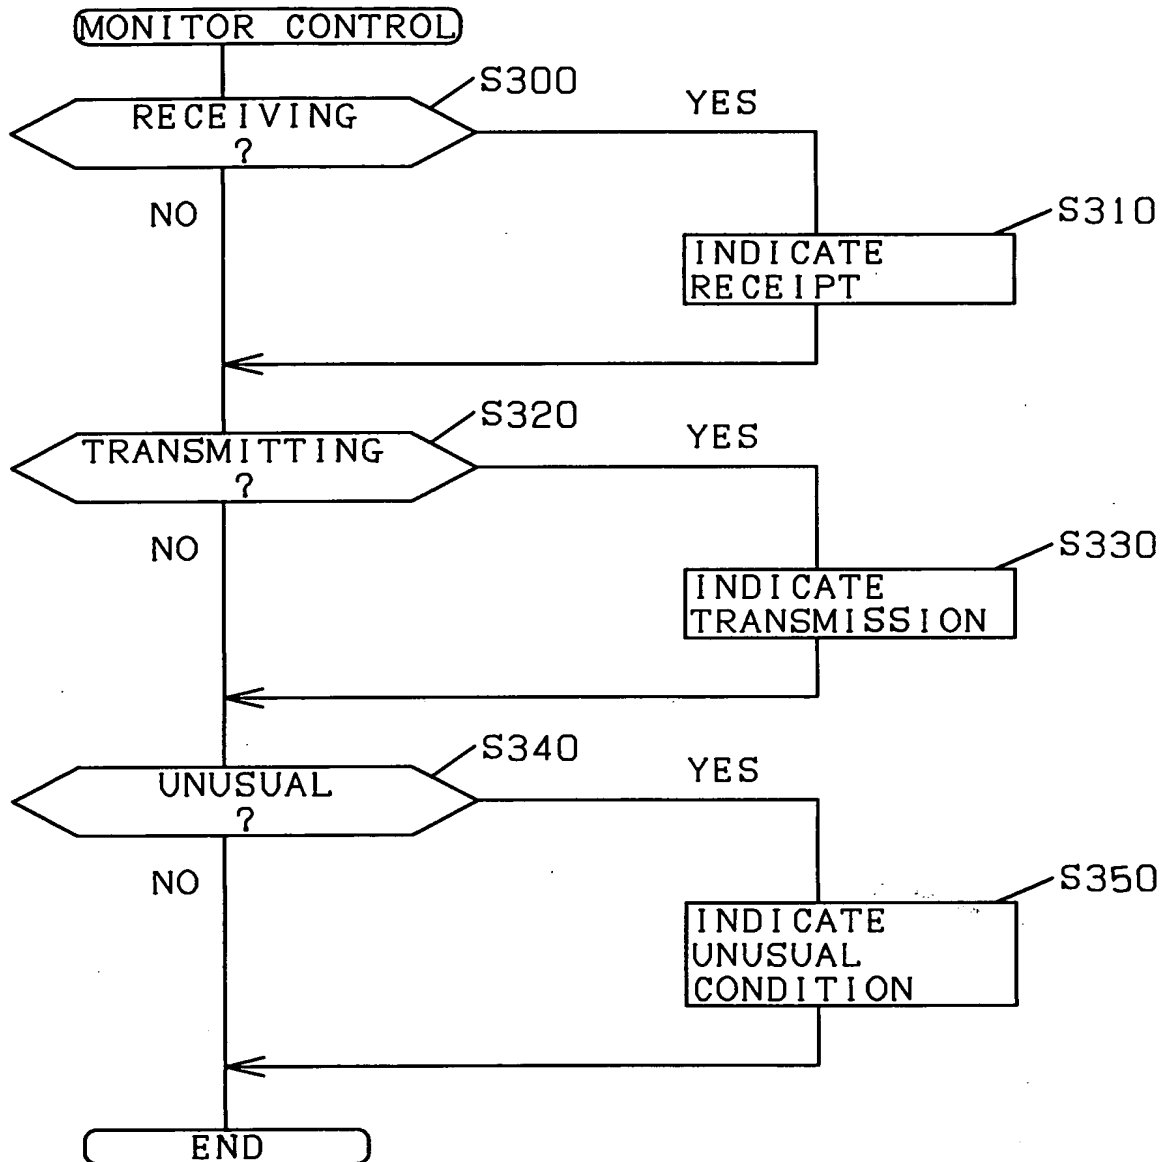 MONITOR CONTROL
S300
RECEIVING
?
YES
NO
S310
INDICATE
RECEIPT
S320
TRANSMITTING
?
YES
NO
S330
INDICATE
TRANSMISSION
S340
UNUSUAL
?
YES
NO
S350
INDICATE
UNUSUAL
CONDITION
END